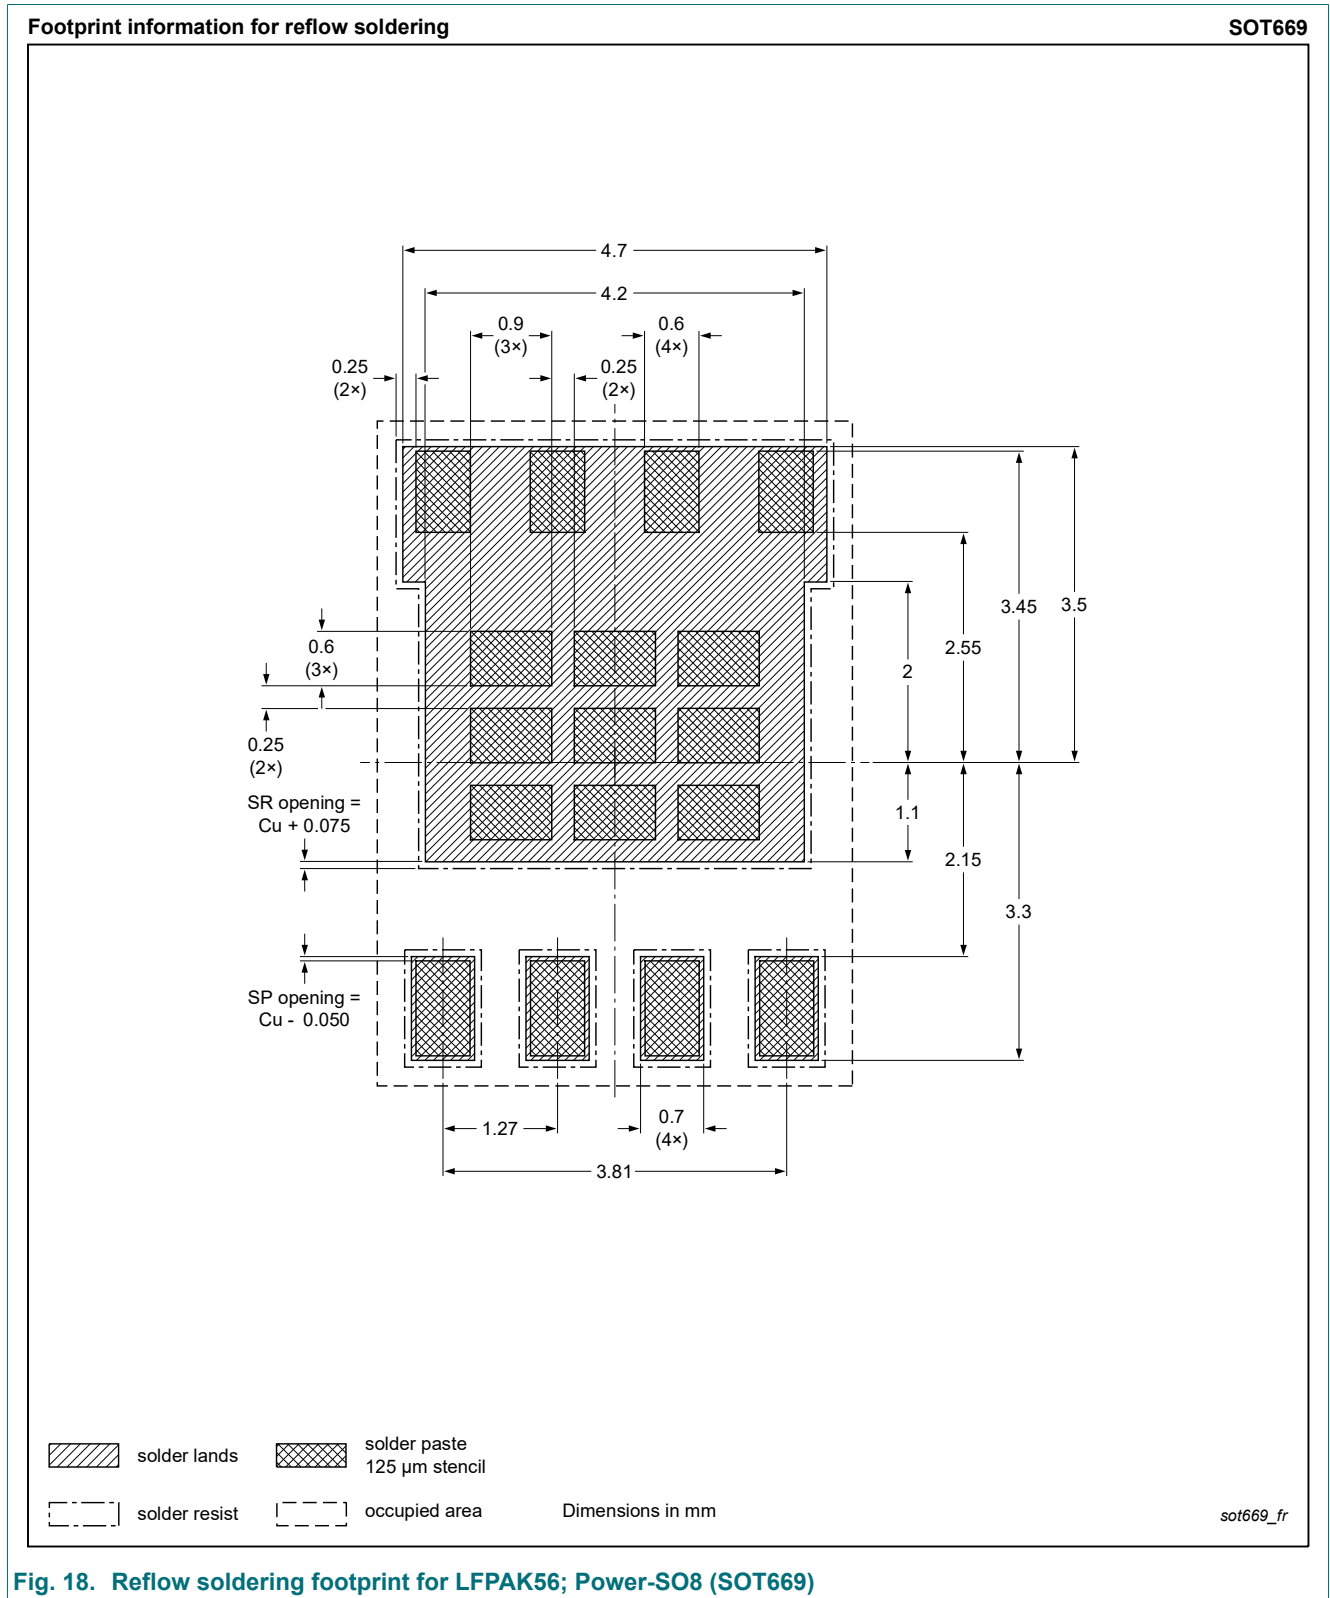 Footprint information for reflow soldering
SOT669
4.7
4.2
0.9
(3×)
0.6
(4×)
0.25
(2×)
0.25
(2×)
3.45
3.5
2.55
2
0.6
(3×)
0.25
(2×)
SR opening =
Cu + 0.075
1.1
2.15
3.3
SP opening =
Cu - 0.050
1.27
0.7
(4×)
3.81
solder lands
solder paste
125 µm stencil
solder resist
occupied area
Dimensions in mm
sot669_fr
Fig. 18. Reflow soldering footprint for LFPAK56; Power-SO8 (SOT669)